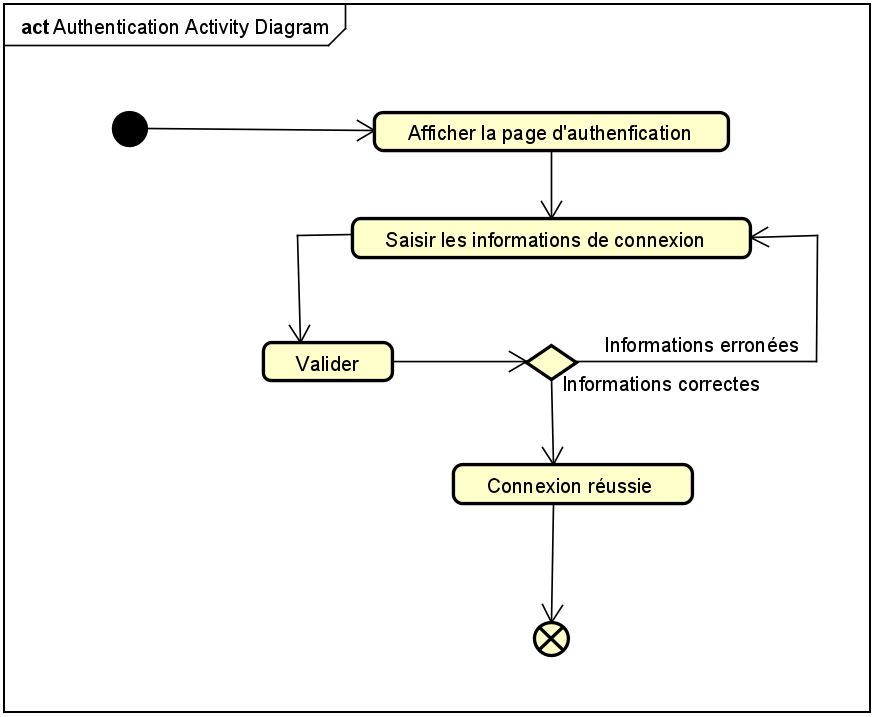 act Authentication Activity Diagram
Afficher la page d'authenfication
Saisir les informations de connexion
Informations erronées
Valider
Informations correctes
Connexion réussie